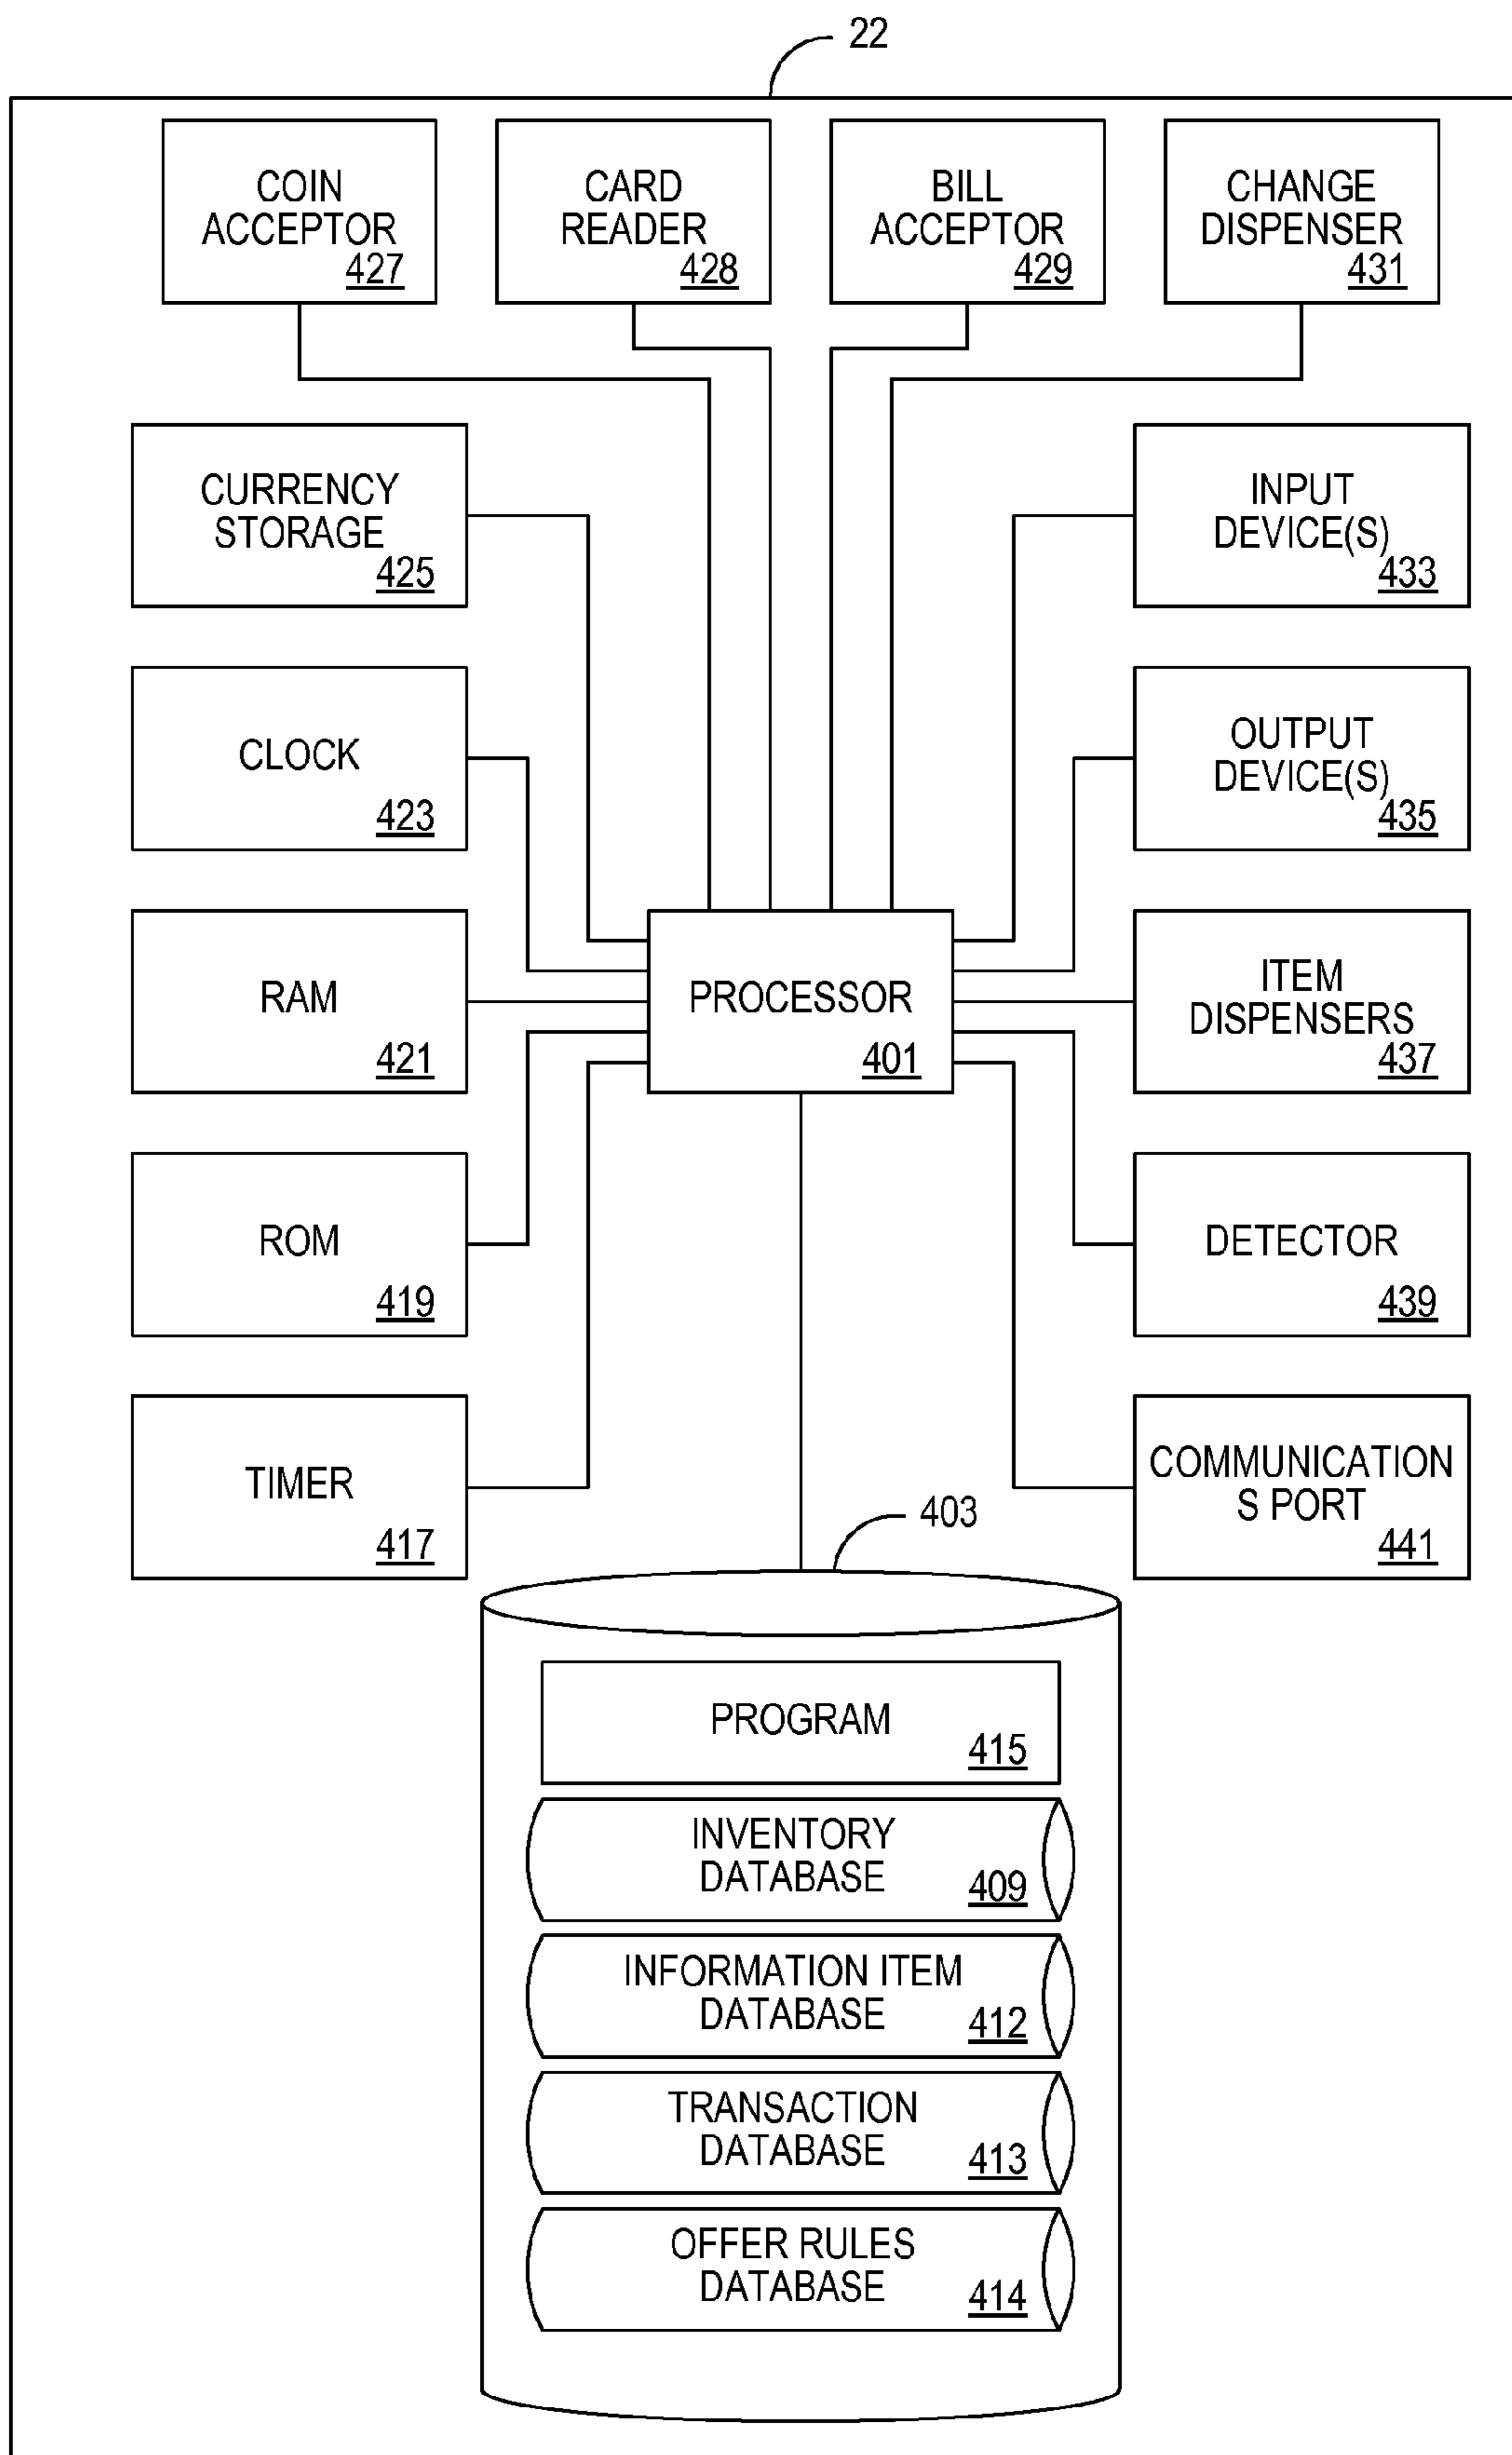 22
COIN
ACCEPTOR
427
CARD
READER
428
BILL
ACCEPTOR
429
CHANGE
DISPENSER
431
CURRENCY
STORAGE
425
INPUT
DEVICE(S)
433
CLOCK
423
OUTPUT
DEVICE(S)
435
RAM
421
PROCESSOR
401
ITEM
DISPENSERS
437
ROM
419
DETECTOR
439
TIMER
417
COMMUNICATION
S PORT
441
403
PROGRAM
415
INVENTORY
DATABASE
409
INFORMATION ITEM
DATABASE
412
TRANSACTION
DATABASE
413
OFFER RULES
DATABASE
414